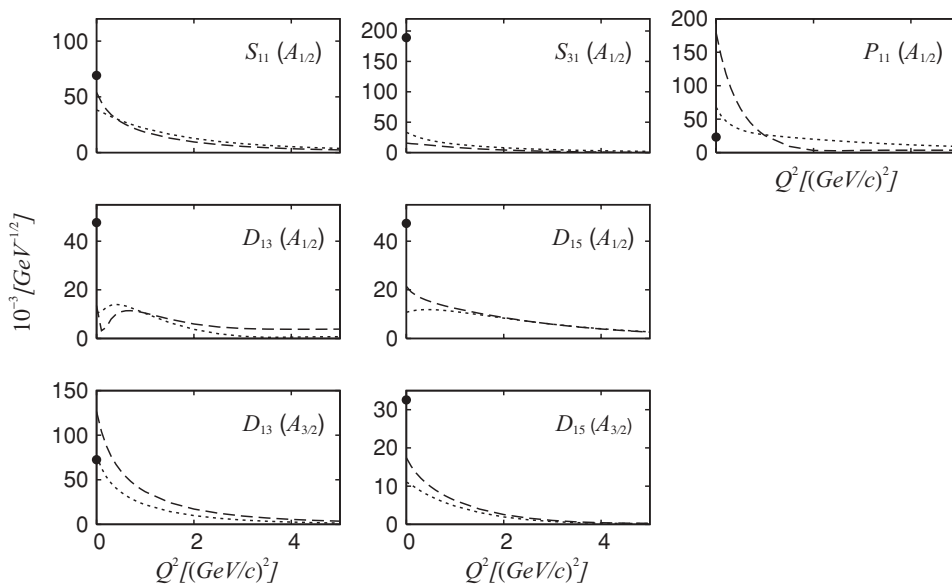 S₁₁ (A₁/₂)
100
50
0
S₃₁ (A₁/₂)
200
150
100
50
0
P₁₁ (A₁/₂)
200
150
100
50
0
Q²[(GeV/c)²]
10⁻³[GeV⁻¹/²]
D₁₃ (A₁/₂)
40
20
0
D₁₅ (A₁/₂)
40
20
0
D₁₃ (A₃/₂)
150
100
50
0
0 2 4
Q²[(GeV/c)²]
D₁₅ (A₃/₂)
30
20
10
0
0 2 4
Q²[(GeV/c)²]